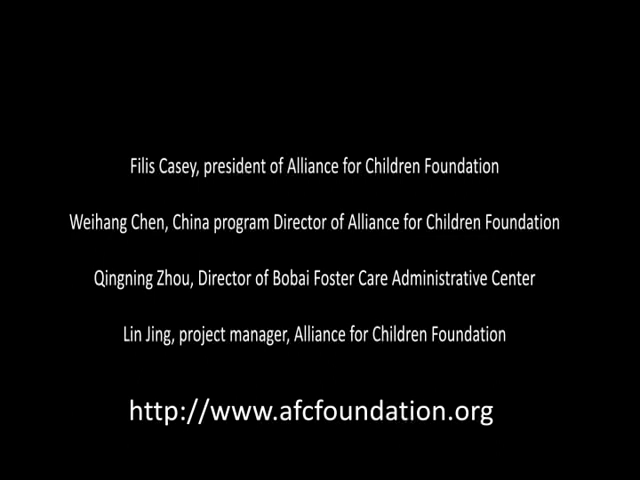 Filis Casey, president of Alliance for Children Foundation
Weihang Chen, China program Director of Alliance for Children Foundation
Qingning Zhou, Director of Bobai Foster Care Administrative Center
Lin Jing, project manager, Alliance for Children Foundation
http://www.afcfoundation.org